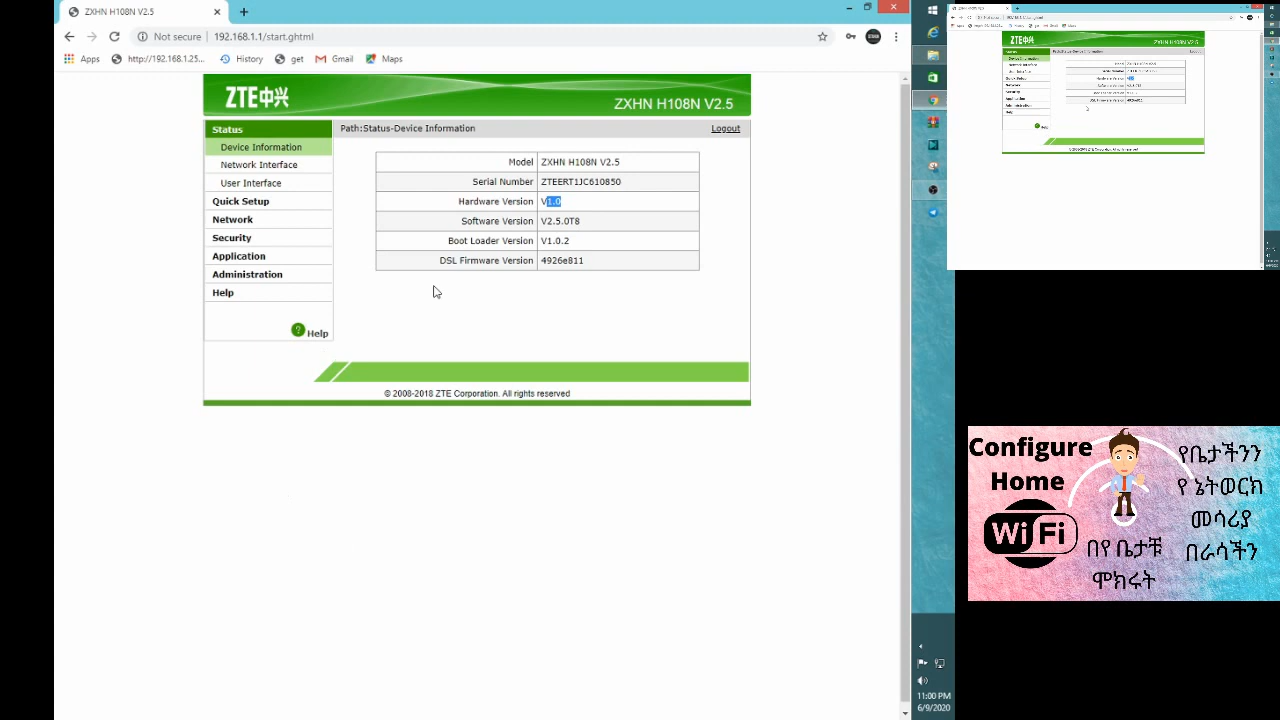 ZXHN H108N V2.5
Not secure
192.168.1.1/start.ghtml
Apps
http://192.168.1.25...
History
get
Gmail
Maps
ZTE中兴
ZXHN H108N V2.5
Path:Status-Device Information
Logout
Status
Device Information
Network Interface
User Interface
Quick Setup
Network
Security
Application
Administration
Help
Help
Model ZXHN H108N V2.5
Serial Number ZTEERT1JC610850
Hardware Version V1.0
Software Version V2.5.0T8
Boot Loader Version V1.0.2
DSL Firmware Version 4926e811
© 2008-2018 ZTE Corporation. All rights reserved
Configure
Home
WiFi
የቤታችንን
የ ኔትወርክ
መሳሪያ
በራሳችን
በየ ቤታቹ
ሞክሩት
11:00 PM
6/9/2020